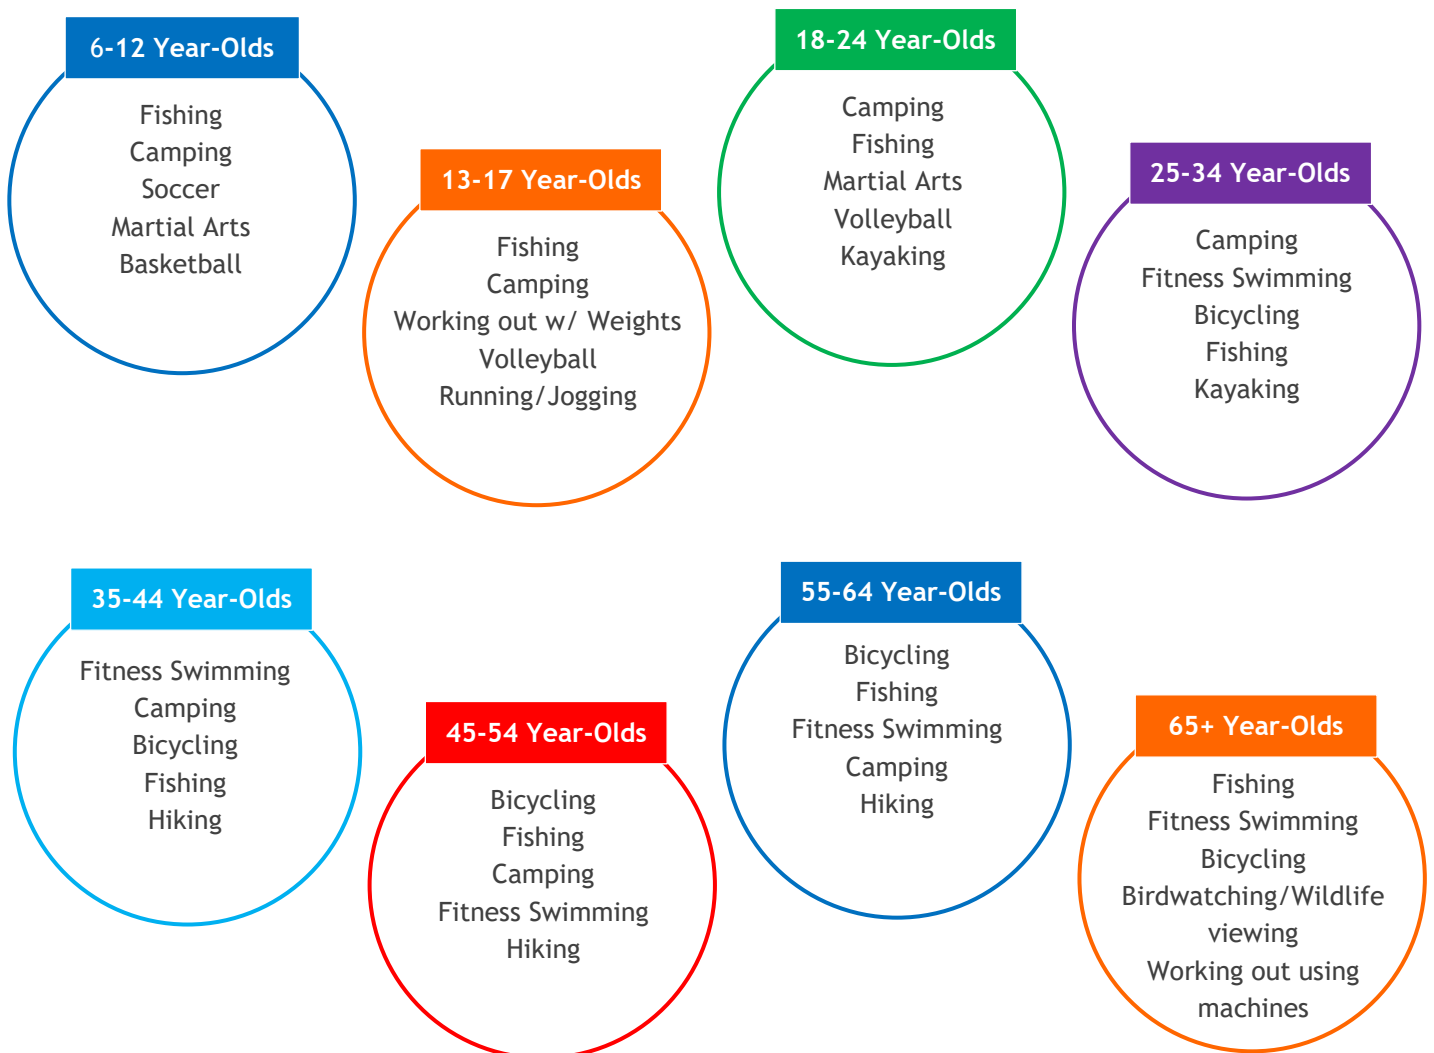 6-12 Year-Olds
Fishing
Camping
Soccer
Martial Arts
Basketball
13-17 Year-Olds
Fishing
Camping
Working out w/ Weights
Volleyball
Running/Jogging
18-24 Year-Olds
Camping
Fishing
Martial Arts
Volleyball
Kayaking
25-34 Year-Olds
Camping
Fitness Swimming
Bicycling
Fishing
Kayaking
35-44 Year-Olds
Fitness Swimming
Camping
Bicycling
Fishing
Hiking
45-54 Year-Olds
Bicycling
Fishing
Camping
Fitness Swimming
Hiking
55-64 Year-Olds
Bicycling
Fishing
Fitness Swimming
Camping
Hiking
65+ Year-Olds
Fishing
Fitness Swimming
Bicycling
Birdwatching/Wildlife
viewing
Working out using
machines